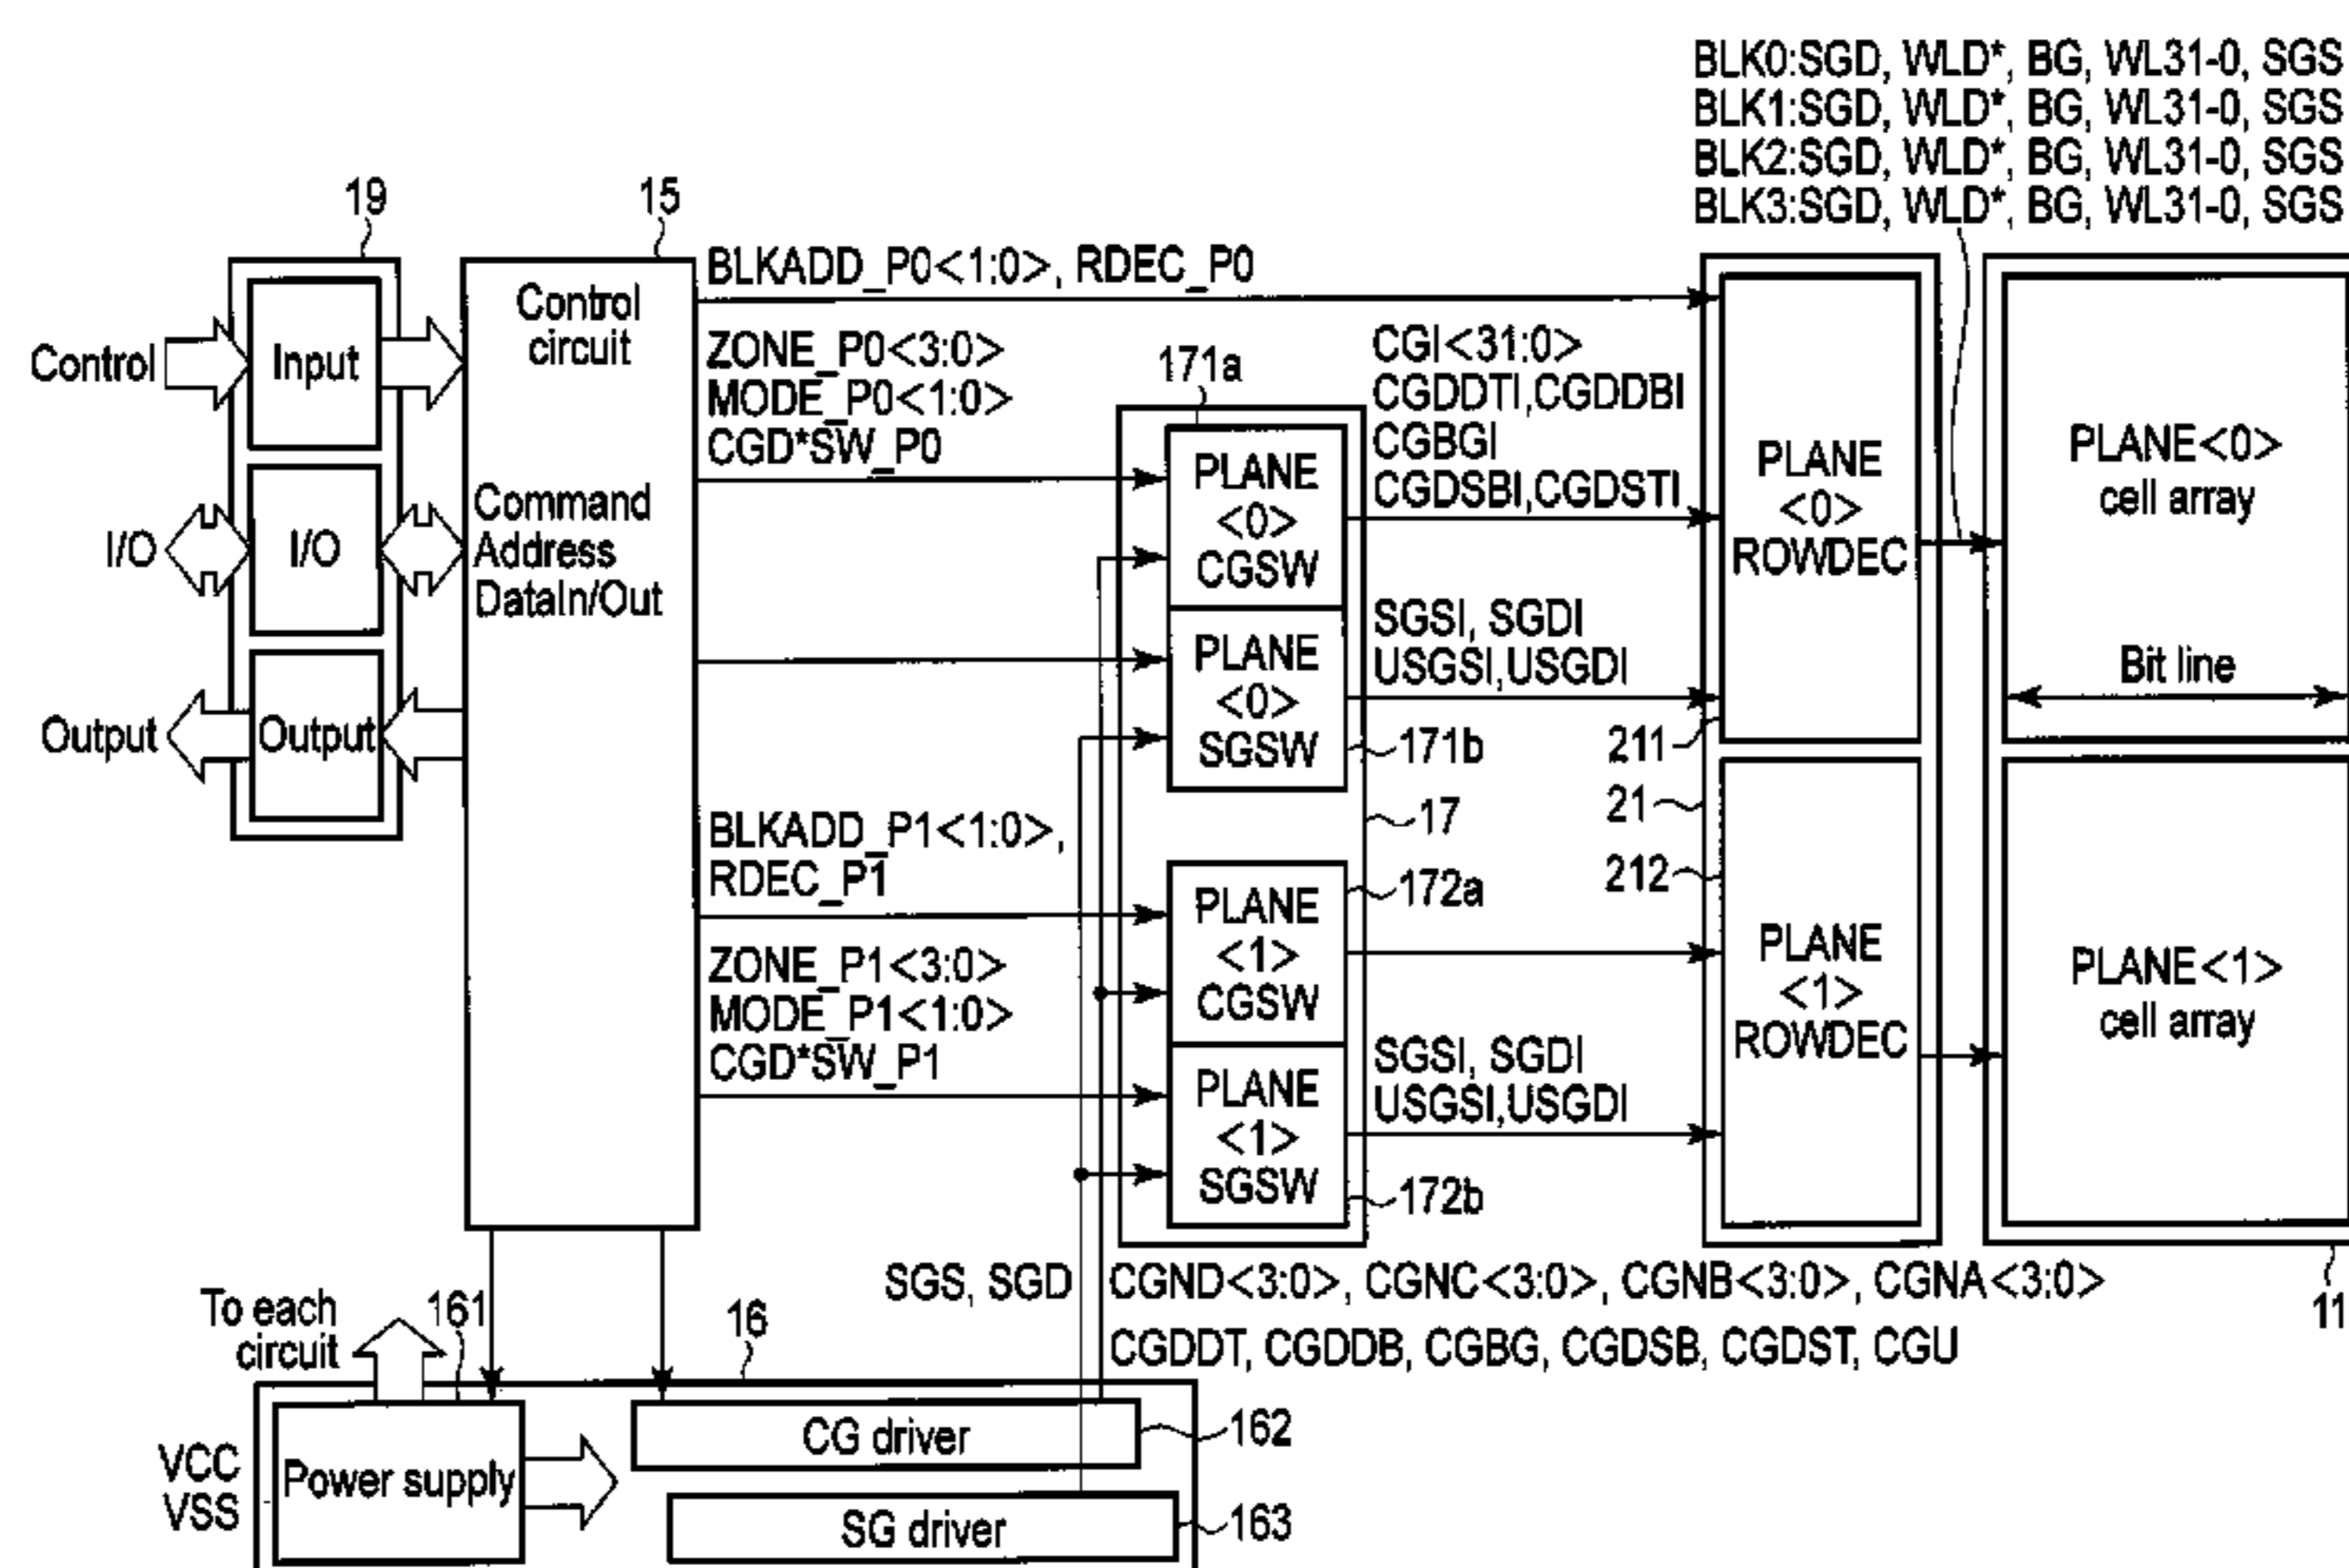 BLK0:SGD, WLD*, BG, WL31-0, SGS
BLK1:SGD, WLD*, BG, WL31-0, SGS
BLK2:SGD, WLD*, BG, WL31-0, SGS
BLK3:SGD, WLD*, BG, WL31-0, SGS
19
15
Control
Input
I/O
I/O
Output
Output
Control
circuit
Command
Address
DataIn/Out
BLKADD_P0<1:0>, RDEC_P0
ZONE_P0<3:0>
MODE_P0<1:0>
CGD*SW_P0
BLKADD_P1<1:0>,
RDEC_P1
ZONE_P1<3:0>
MODE_P1<1:0>
CGD*SW_P1
171a
PLANE
<0>
CGSW
PLANE
<0>
SGSW
171b
17
172a
PLANE
<1>
CGSW
PLANE
<1>
SGSW
172b
CGI<31:0>
CGDDTI,CGDDBI
CGBGI
CGDSBI,CGDSTI
SGSI, SGDI
USGSI,USGDI
SGSI, SGDI
USGSI,USGDI
211
21
212
PLANE
<0>
ROWDEC
PLANE
<1>
ROWDEC
PLANE<0>
cell array
Bit line
PLANE<1>
cell array
11
SGS, SGD
CGND<3:0>, CGNC<3:0>, CGNB<3:0>, CGNA<3:0>
CGDDT, CGDDB, CGBG, CGDSB, CGDST, CGU
To each
circuit
161
16
VCC
VSS
Power supply
CG driver
162
SG driver
163